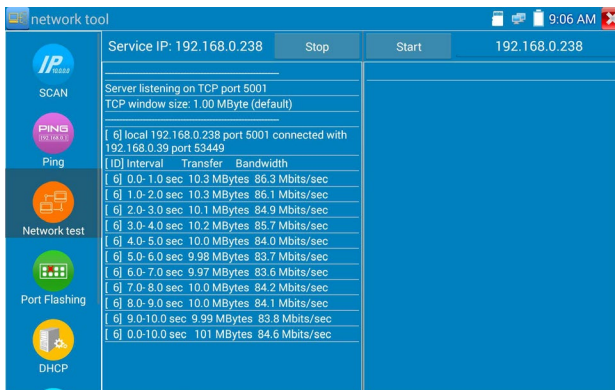 network tool
9:06 AM
Service IP: 192.168.0.238
Stop
Start
192.168.0.238
IP
10.0.0.0
SCAN
PING
192.168.0.1
Ping
Network test
Port Flashing
DHCP
Server listening on TCP port 5001
TCP window size: 1.00 MByte (default)
[ 6] local 192.168.0.238 port 5001 connected with
192.168.0.39 port 53449
[ID] Interval Transfer Bandwidth
[ 6] 0.0- 1.0 sec 10.3 MBytes 86.3 Mbits/sec
[ 6] 1.0- 2.0 sec 10.3 MBytes 86.1 Mbits/sec
[ 6] 2.0- 3.0 sec 10.1 MBytes 84.9 Mbits/sec
[ 6] 3.0- 4.0 sec 10.2 MBytes 85.7 Mbits/sec
[ 6] 4.0- 5.0 sec 10.0 MBytes 84.0 Mbits/sec
[ 6] 5.0- 6.0 sec 9.98 MBytes 83.7 Mbits/sec
[ 6] 6.0- 7.0 sec 9.97 MBytes 83.6 Mbits/sec
[ 6] 7.0- 8.0 sec 10.0 MBytes 84.2 Mbits/sec
[ 6] 8.0- 9.0 sec 10.0 MBytes 84.1 Mbits/sec
[ 6] 9.0-10.0 sec 9.99 MBytes 83.8 Mbits/sec
[ 6] 0.0-10.0 sec 101 MBytes 84.6 Mbits/sec